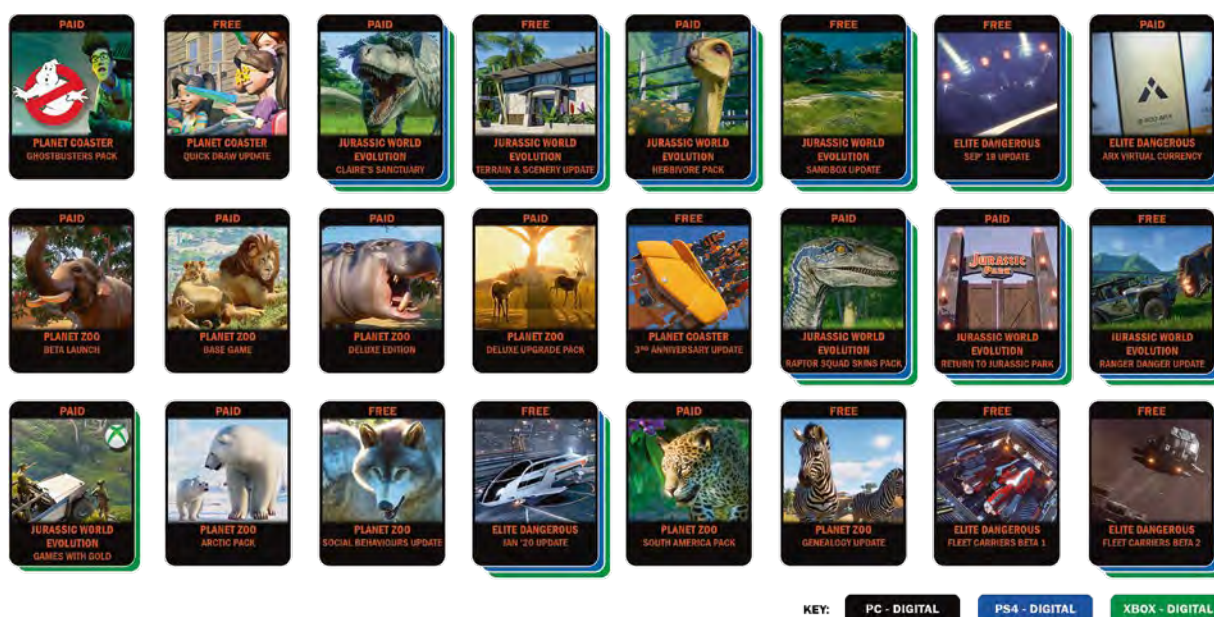 PAID
PLANET COASTER
GHOSTBUSTERS PACK
FREE
PLANET COASTER
QUICK DRAW UPDATE
PAID
JURASSIC WORLD
EVOLUTION
CLAIRE'S SANCTUARY
FREE
JURASSIC WORLD
EVOLUTION
TERRAIN & SCENERY UPDATE
PAID
JURASSIC WORLD
EVOLUTION
HERBIVORE PACK
FREE
JURASSIC WORLD
EVOLUTION
SANDBOX UPDATE
FREE
ELITE DANGEROUS
SEP' 18 UPDATE
PAID
ELITE DANGEROUS
ARX VIRTUAL CURRENCY
PAID
PLANET ZOO
BETA LAUNCH
PAID
PLANET ZOO
BASE GAME
PAID
PLANET ZOO
DELUXE EDITION
PAID
PLANET ZOO
DELUXE UPGRADE PACK
FREE
PLANET COASTER
3RD ANNIVERSARY UPDATE
PAID
JURASSIC WORLD
EVOLUTION
RAPTOR SQUAD SKINS PACK
PAID
JURASSIC
PARK
JURASSIC WORLD
EVOLUTION
RETURN TO JURASSIC PARK
FREE
JURASSIC WORLD
EVOLUTION
RANGER DANGER UPDATE
PAID
JURASSIC WORLD
EVOLUTION
GAMES WITH GOLD
PAID
PLANET ZOO
ARCTIC PACK
FREE
PLANET ZOO
SOCIAL BEHAVIOURS UPDATE
FREE
ELITE DANGEROUS
JAN '20 UPDATE
PAID
PLANET ZOO
SOUTH AMERICA PACK
FREE
PLANET ZOO
GENEALOGY UPDATE
FREE
ELITE DANGEROUS
FLEET CARRIERS BETA 1
FREE
ELITE DANGEROUS
FLEET CARRIERS BETA 2
KEY:
PC - DIGITAL
PS4 - DIGITAL
XBOX - DIGITAL